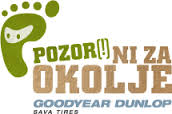 POZOR(!)NI ZA
OKOLJE
GOODYEAR DUNLOP
SAVA TIRES